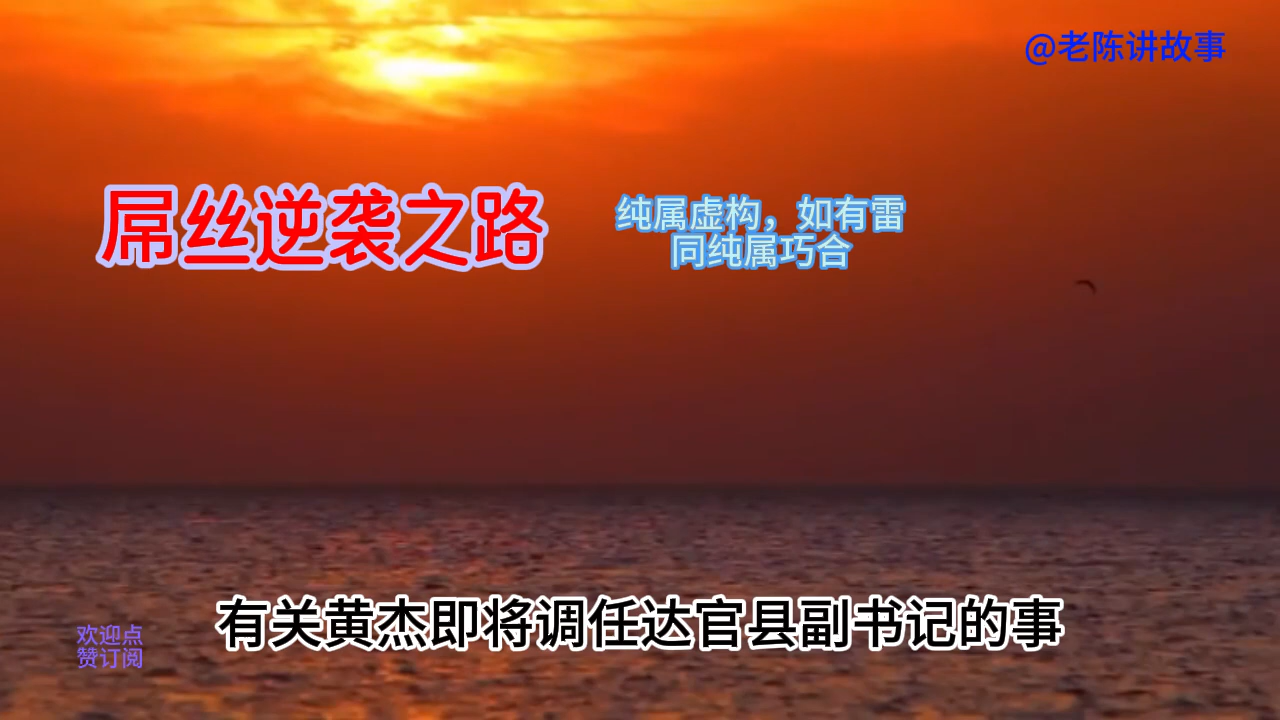 @老陈讲故事
屌丝逆袭之路
纯属虚构，如有雷
同纯属巧合
有关黄杰即将调任达官县副书记的事
欢迎点
赞订阅